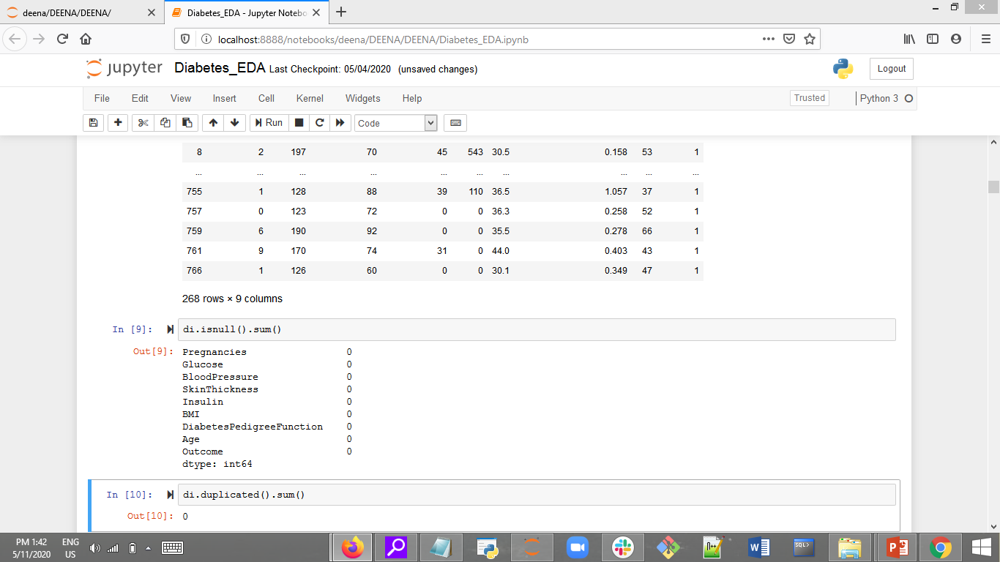 deena/DEENA/DEENA/
Diabetes_EDA - Jupyter Notebo
localhost:8888/notebooks/deena/DEENA/DEENA/Diabetes_EDA.ipynb
jupyter Diabetes_EDA Last Checkpoint: 05/04/2020 (unsaved changes)
Logout
File Edit View Insert Cell Kernel Widgets Help
Trusted
Python 3
Run
Code
8 2 197 70 45 543 30.5 0.158 53 1
... ... ... ... ... ... ... ... ... ...
755 1 128 88 39 110 36.5 1.057 37 1
757 0 123 72 0 0 36.3 0.258 52 1
759 6 190 92 0 0 35.5 0.278 66 1
761 9 170 74 31 0 44.0 0.403 43 1
766 1 126 60 0 0 30.1 0.349 47 1
268 rows × 9 columns
In [9]: di.isnull().sum()
Out[9]: Pregnancies 0
Glucose 0
BloodPressure 0
SkinThickness 0
Insulin 0
BMI 0
DiabetesPedigreeFunction 0
Age 0
Outcome 0
dtype: int64
In [10]: di.duplicated().sum()
Out[10]: 0
PM 1:42
5/11/2020
ENG
US
n++
W
SQL>
P